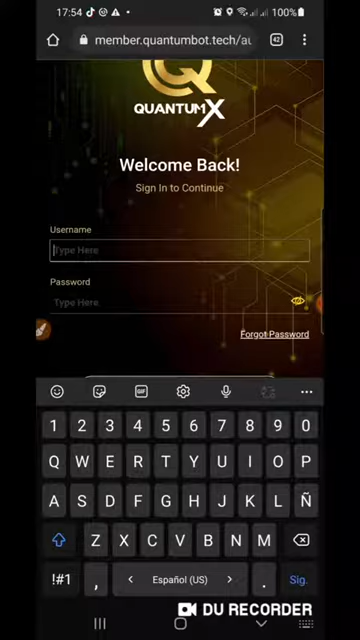 17:54
100%
member.quantumbot.tech/au
42
QUANTUM X
Welcome Back!
Sign In to Continue
Username
Type Here
Password
Type Here
Forgot Password
GIF
1 2 3 4 5 6 7 8 9 0
Q W E R T Y U I O P
A S D F G H J K L Ñ
Z X C V B N M
!#1 , < Español (US) > . Sig.
DU RECORDER